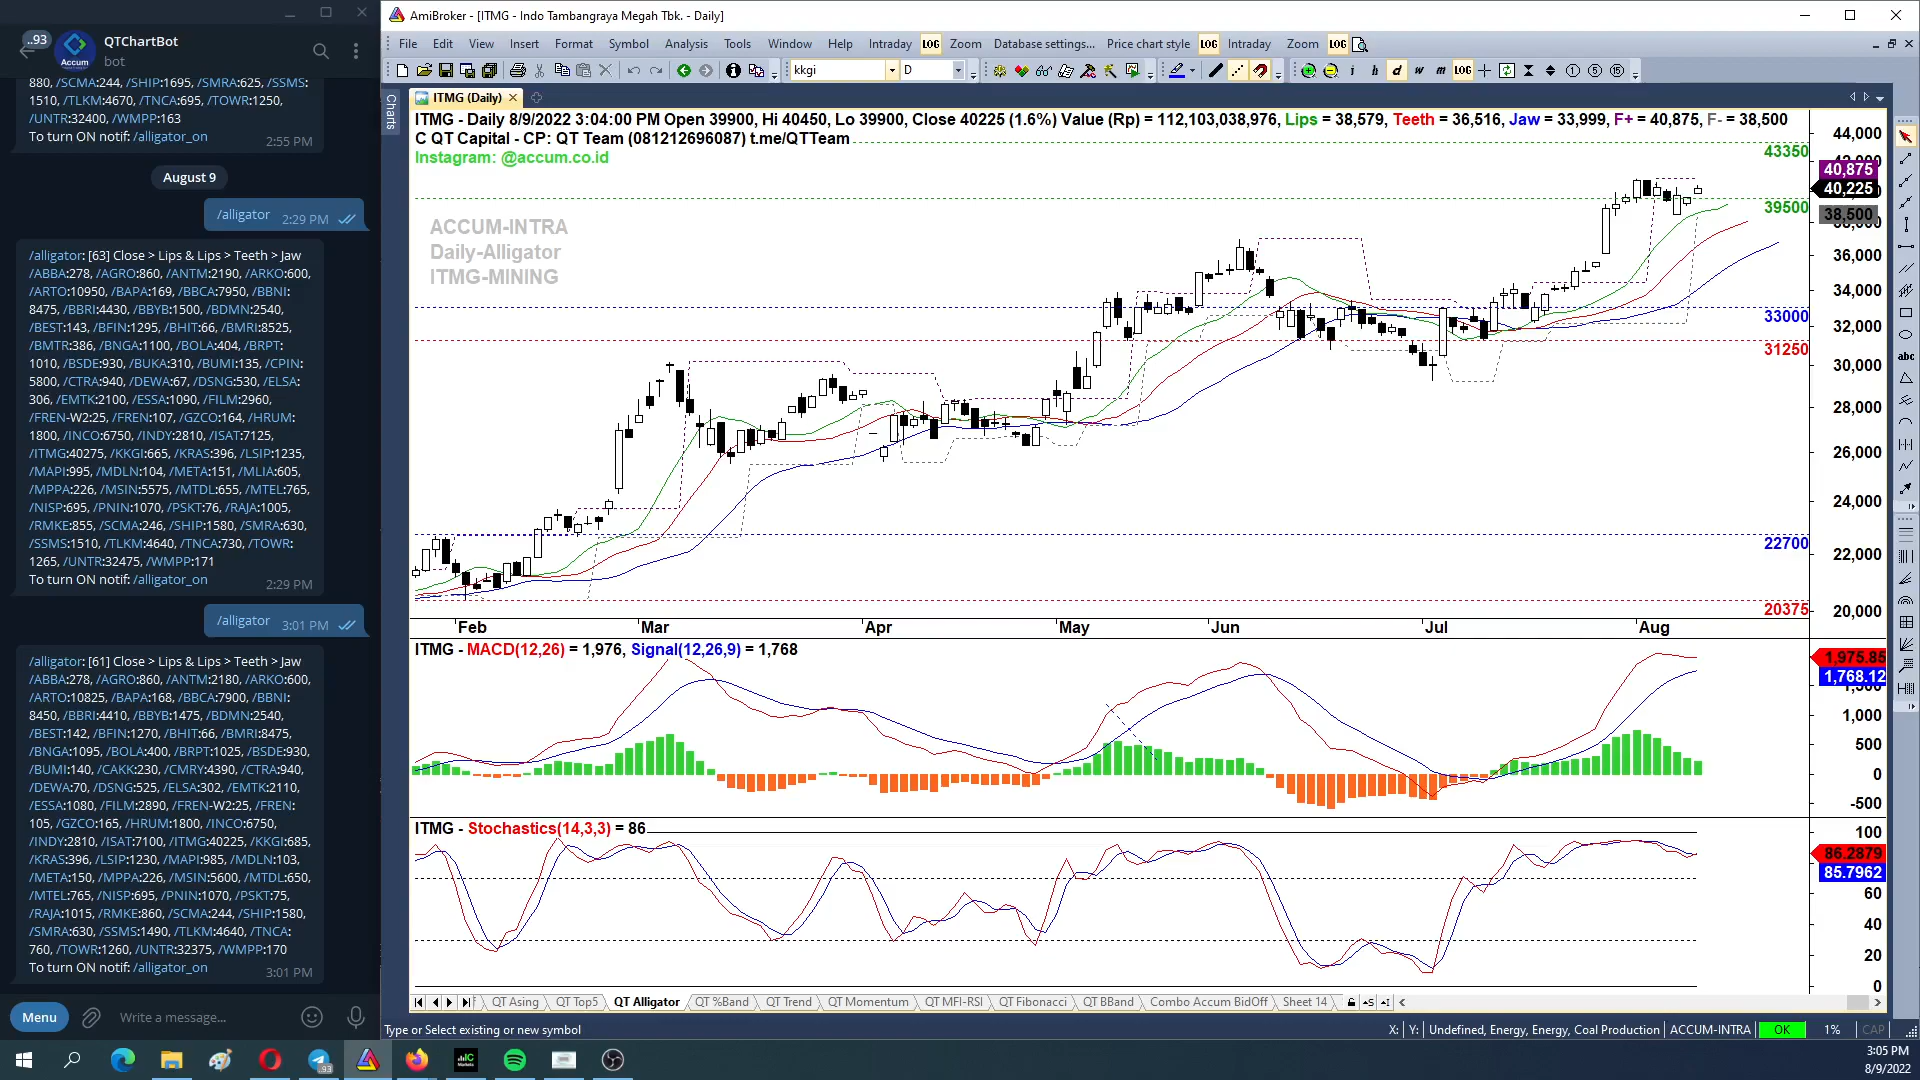 ..93
QTChartBot
bot
Accum
880, /SCMA:244, /SHIP:1695, /SMRA:625, /SSMS:
1510, /TLKM:4670, /TNCA:695, /TOWR:1250,
/UNTR:32400, /WMPP:163
To turn ON notif: /alligator_on
2:55 PM
August 9
/alligator 2:29 PM
/alligator: [63] Close > Lips & Lips > Teeth > Jaw
/ABBA:278, /AGRO:860, /ANTM:2190, /ARKO:600,
/ARTO:10950, /BAPA:169, /BBCA:7950, /BBNI:
8475, /BBRI:4430, /BBYB:1500, /BDMN:2540,
/BEST:143, /BFIN:1295, /BHIT:66, /BMRI:8525,
/BMTR:386, /BNGA:1100, /BOLA:404, /BRPT:
1010, /BSDE:930, /BUKA:310, /BUMI:135, /CPIN:
5800, /CTRA:940, /DEWA:67, /DSNG:530, /ELSA:
306, /EMTK:2100, /ESSA:1090, /FILM:2960,
/FREN-W2:25, /FREN:107, /GZCO:164, /HRUM:
1800, /INCO:6750, /INDY:2810, /ISAT:7125,
/ITMG:40275, /KKGI:665, /KRAS:396, /LSIP:1235,
/MAPI:995, /MDLN:104, /META:151, /MLIA:605,
/MPPA:226, /MSIN:5575, /MTDL:655, /MTEL:765,
/NISP:695, /PNIN:1070, /PSKT:76, /RAJA:1005,
/RMKE:855, /SCMA:246, /SHIP:1580, /SMRA:630,
/SSMS:1510, /TLKM:4640, /TNCA:730, /TOWR:
1265, /UNTR:32475, /WMPP:171
To turn ON notif: /alligator_on
2:29 PM
/alligator 3:01 PM
/alligator: [61] Close > Lips & Lips > Teeth > Jaw
/ABBA:278, /AGRO:860, /ANTM:2180, /ARKO:600,
/ARTO:10825, /BAPA:168, /BBCA:7900, /BBNI:
8450, /BBRI:4410, /BBYB:1475, /BDMN:2540,
/BEST:142, /BFIN:1270, /BHIT:66, /BMRI:8475,
/BNGA:1095, /BOLA:400, /BRPT:1025, /BSDE:930,
/BUMI:140, /CAKK:230, /CMRY:4390, /CTRA:940,
/DEWA:70, /DSNG:525, /ELSA:302, /EMTK:2110,
/ESSA:1080, /FILM:2890, /FREN-W2:25, /FREN:
105, /GZCO:165, /HRUM:1800, /INCO:6750,
/INDY:2810, /ISAT:7100, /ITMG:40225, /KKGI:685,
/KRAS:396, /LSIP:1230, /MAPI:985, /MDLN:103,
/META:150, /MPPA:226, /MSIN:5600, /MTDL:650,
/MTEL:765, /NISP:695, /PNIN:1070, /PSKT:75,
/RAJA:1015, /RMKE:860, /SCMA:244, /SHIP:1580,
/SMRA:630, /SSMS:1490, /TLKM:4640, /TNCA:
760, /TOWR:1260, /UNTR:32375, /WMPP:170
To turn ON notif: /alligator_on
3:01 PM
Menu
Write a message...
AmiBroker - [ITMG - Indo Tambangraya Megah Tbk. - Daily]
File Edit View Insert Format Symbol Analysis Tools Window Help Intraday LOG Zoom Database settings... Price chart style LOG Intraday Zoom LOG
kkgi D
i h d w m LOG
Charts
ITMG (Daily)
ITMG - Daily 8/9/2022 3:04:00 PM Open 39900, Hi 40450, Lo 39900, Close 40225 (1.6%) Value (Rp) = 112,103,038,976, Lips = 38,579, Teeth = 36,516, Jaw = 33,999, F+ = 40,875, F- = 38,500
C QT Capital - CP: QT Team (081212696087) t.me/QTTeam
Instagram: @accum.co.id
ACCUM-INTRA
Daily-Alligator
ITMG-MINING
43350
39500
33000
31250
22700
20375
44,000
40,875
40,225
38,500
36,000
34,000
32,000
30,000
28,000
26,000
24,000
22,000
20,000
Feb Mar Apr May Jun Jul Aug
ITMG - MACD(12,26) = 1,976, Signal(12,26,9) = 1,768
1,975.85
1,768.12
1,000
500
0
-500
ITMG - Stochastics(14,3,3) = 86
100
86.2879
85.7962
60
40
20
0
abc
QT Asing QT Top5 QT Alligator QT %Band QT Trend QT Momentum QT MFI-RSI QT Fibonacci QT BBand Combo Accum BidOff Sheet 14
Type or Select existing or new symbol
X: Y: Undefined, Energy, Energy, Coal Production ACCUM-INTRA OK 1% CAP
3:05 PM
8/9/2022